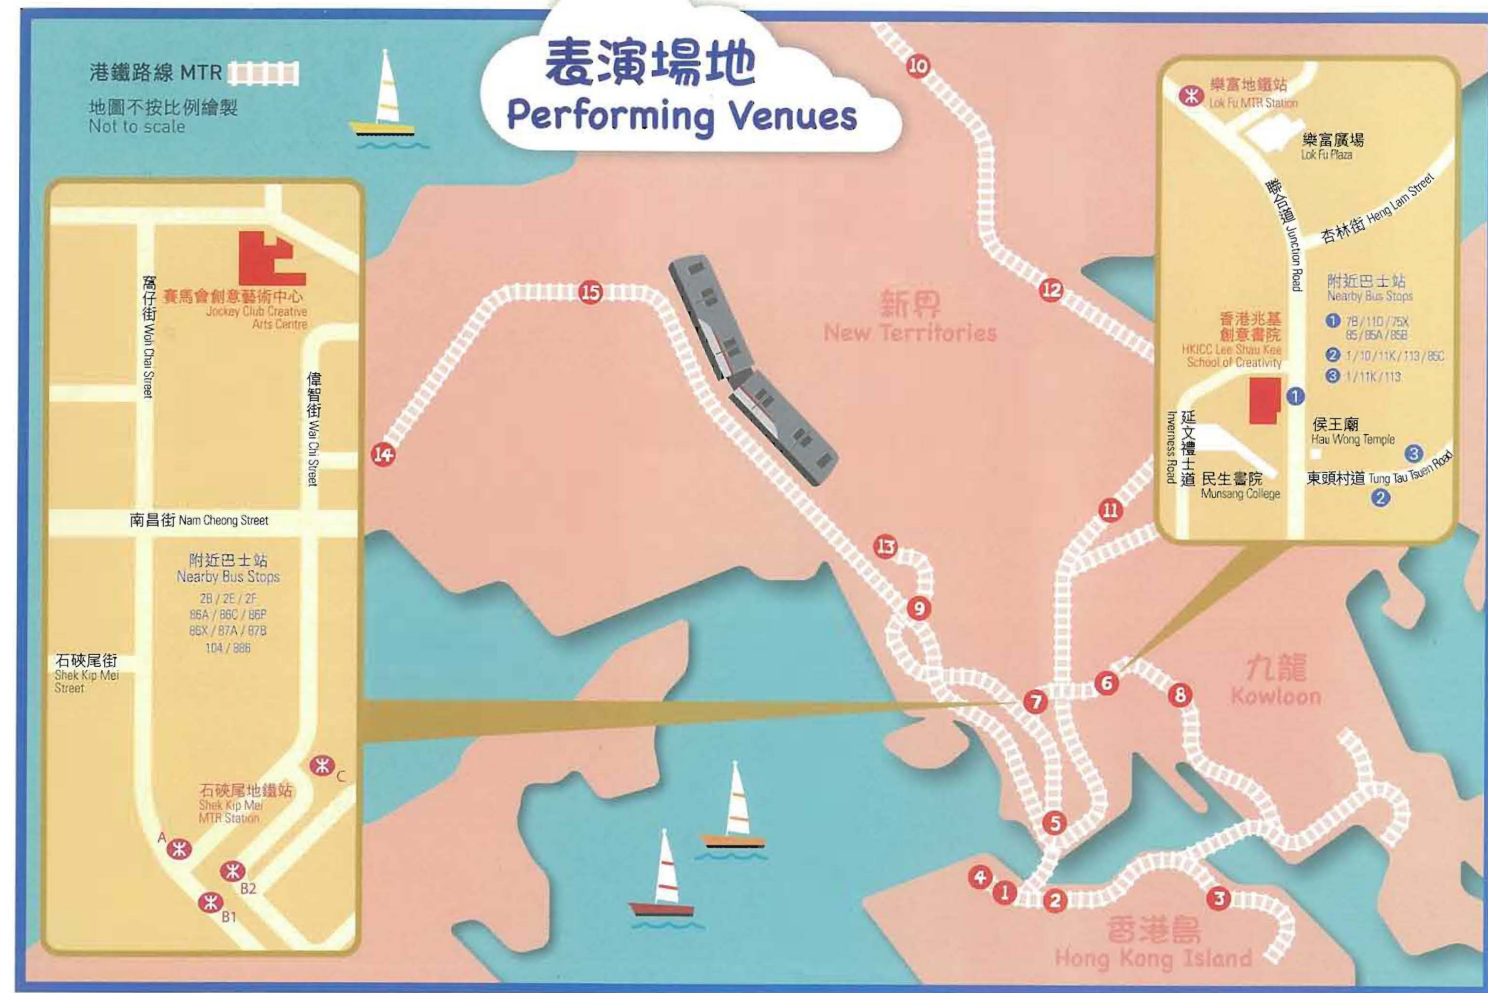 表演場地
Performing Venues
港鐵路線 MTR
地圖不按比例繪製
Not to scale
窩仔街 Woh Chai Street
賽馬會創意藝術中心
Jockey Club Creative
Arts Centre
偉智街 Wai Chi Street
南昌街 Nam Cheong Street
附近巴士站
Nearby Bus Stops
2B / 2E / 2F
86A / 86C / 86P
86X / 87A / 87B
104 / 886
石硤尾街
Shek Kip Mei
Street
石硤尾地鐵站
Shek Kip Mei
MTR Station
A
B1
B2
C
新界
New Territories
九龍
Kowloon
香港島
Hong Kong Island
10
12
15
14
13
9
11
7
6
8
5
4
1
2
3
樂富地鐵站
Lok Fu MTR Station
樂富廣場
Lok Fu Plaza
聯合道 Junction Road
杏林街 Heng Lam Street
附近巴士站
Nearby Bus Stops
1 7B / 11D / 75X
85 / 85A / 85B
2 1 / 10 / 11K / 113 / 85C
3 1 / 11K / 113
香港兆基
創意書院
HKICC Lee Shau Kee
School of Creativity
1
侯王廟
Hau Wong Temple
延文禮士道
Inverness Road
民生書院
Munsang College
3
東頭村道 Tung Tau Tsuen Road
2